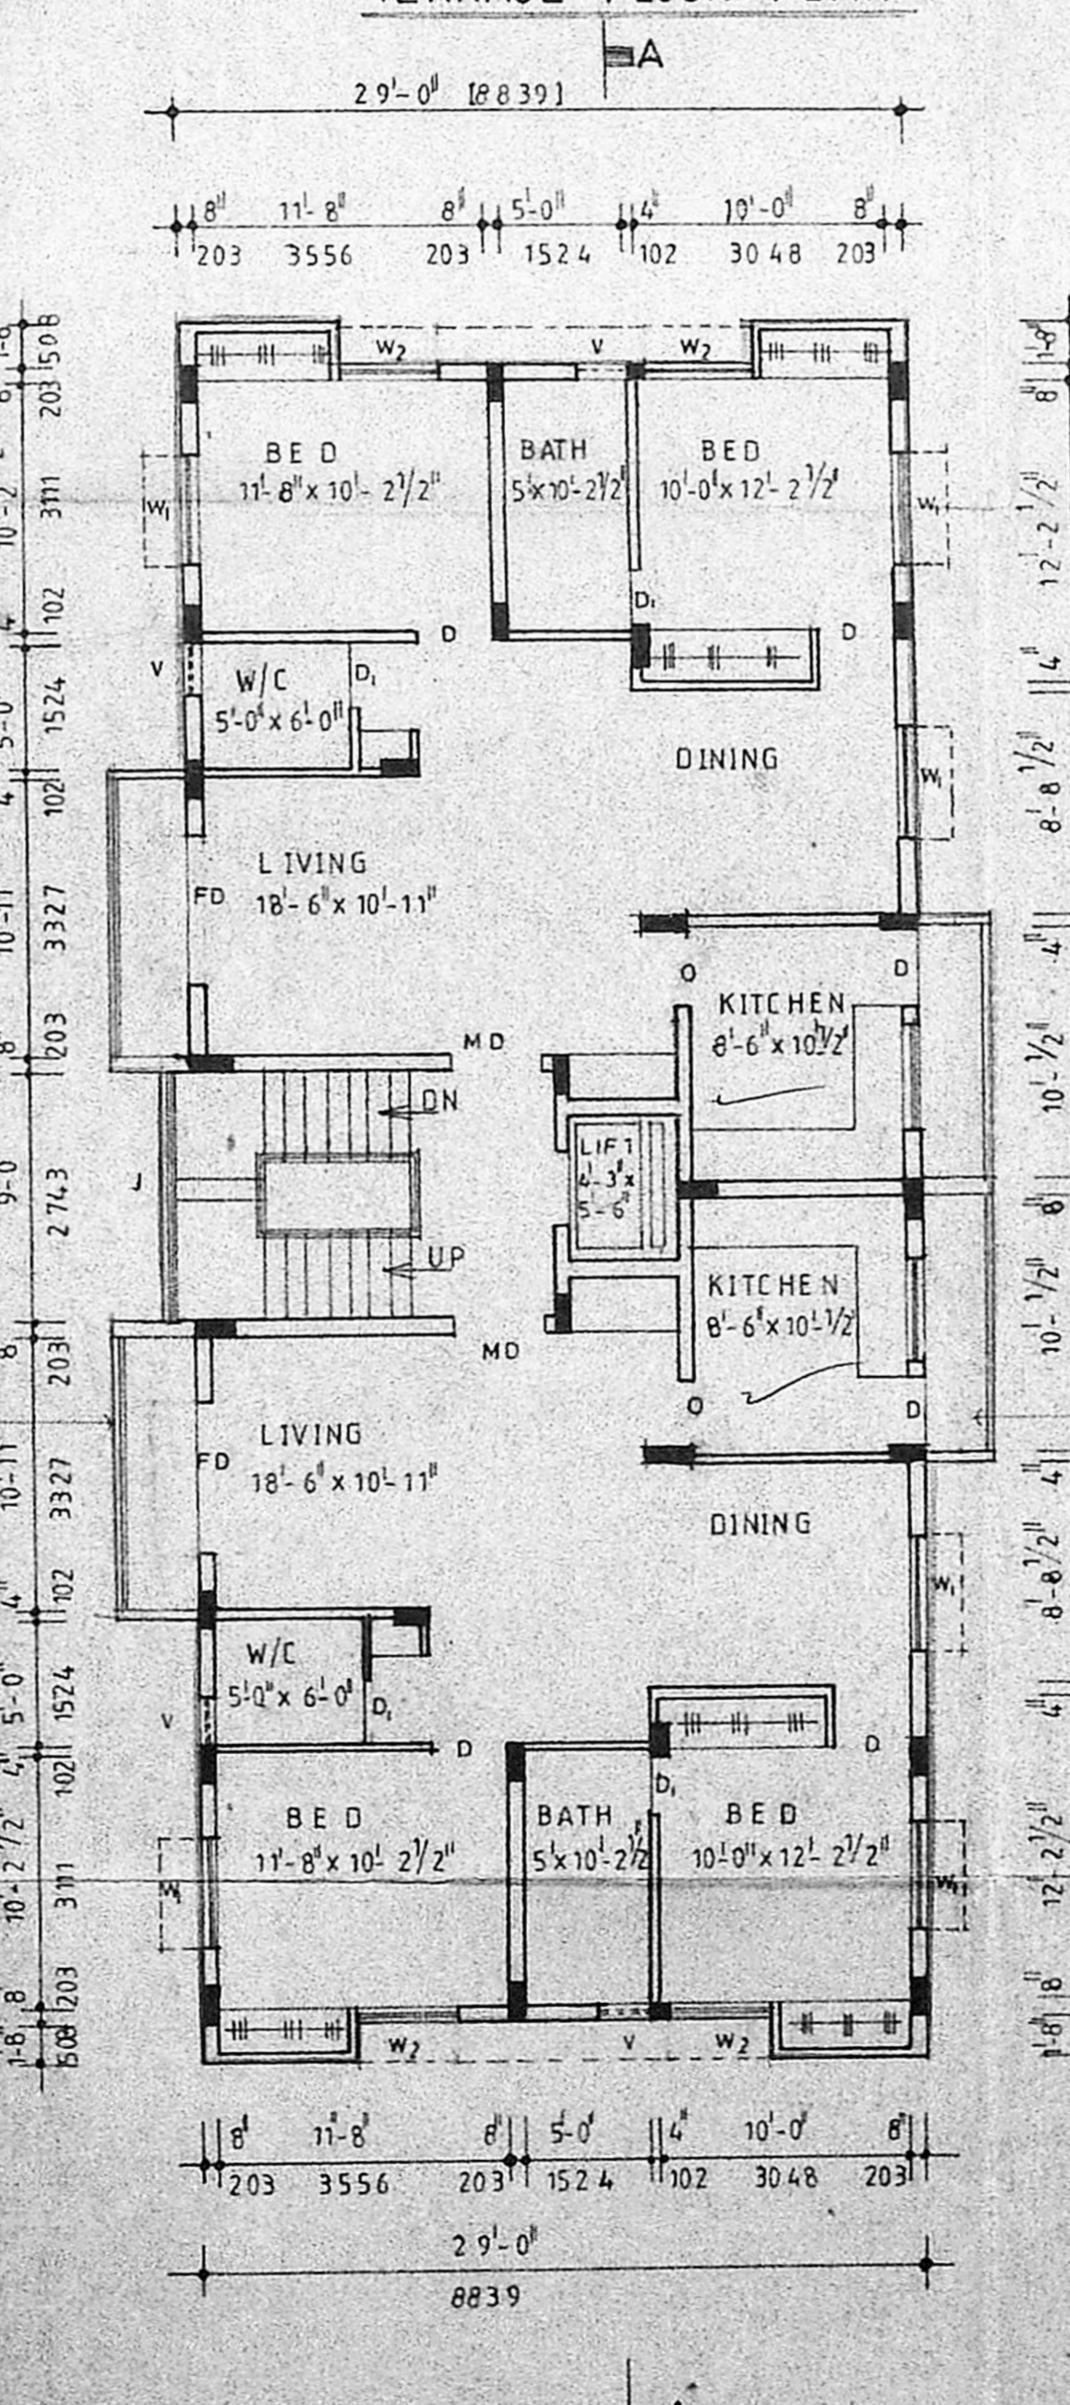 A
29'-0" [8839]
8" 11'-8" 8" 5'-0" 4" 10'-0" 8"
203 3556 203 1524 102 3048 203
W2 V W2
BED BATH BED
11'-8" x 10'-2 1/2" 5'x10'-2 1/2" 10'-0" x 12'-2 1/2"
W1 W1
D1
D D
V W/C D1
5'-0" x 6'-0"
DINING
W1
LIVING
FD 18'-6" x 10'-11"
O D
KITCHEN
8'-6" x 10'-1/2"
MD
DN
LIFT
4'-3" x
5'-6"
J
UP
KITCHEN
8'-6" x 10'-1/2"
MD
O D
LIVING
FD 18'-6" x 10'-11"
DINING
W1
W/C
5'-0" x 6'-0" D1
V
D D
D1
BED BATH BED
11'-8" x 10'-2 1/2" 5'x10'-2 1/2" 10'-0" x 12'-2 1/2"
W1 W1
W2 V W2
8" 11"-8" 8" 5'-0" 4" 10'-0" 8"
203 3556 203 1524 102 3048 203
29'-0"
8839
508
203
3111
102
1524
102
3327
203
2743
203
3327
102
1524
102
3111
203
508
1'-8"
8"
12'-2 1/2"
4"
8'-8 1/2"
4"
10'-1/2"
8"
10'-1/2"
4"
8'-8 1/2"
4"
12'-2 1/2"
8"
1'-8"